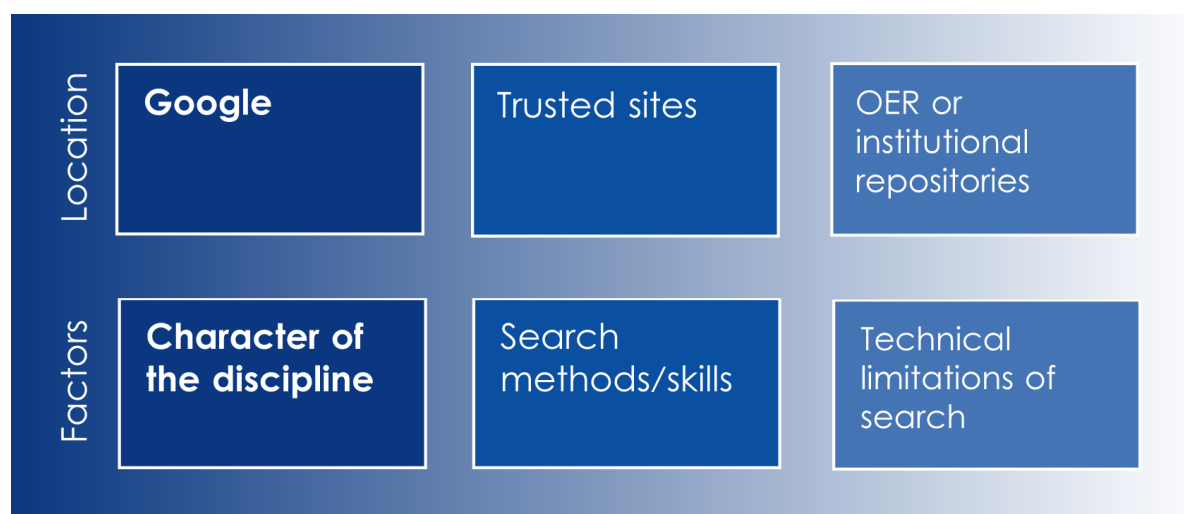 Location
Google
Trusted sites
OER or
institutional
repositories
Factors
Character of
the discipline
Search
methods/skills
Technical
limitations of
search